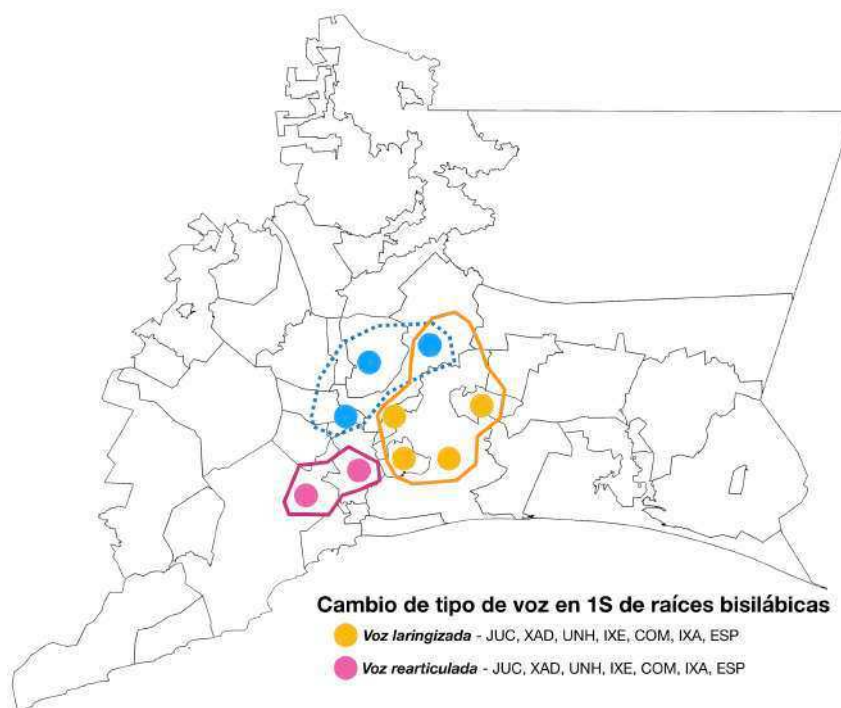 Cambio de tipo de voz en 1S de raíces bisilábicas
Voz laringizada - JUC, XAD, UNH, IXE, COM, IXA, ESP
Voz rearticulada - JUC, XAD, UNH, IXE, COM, IXA, ESP